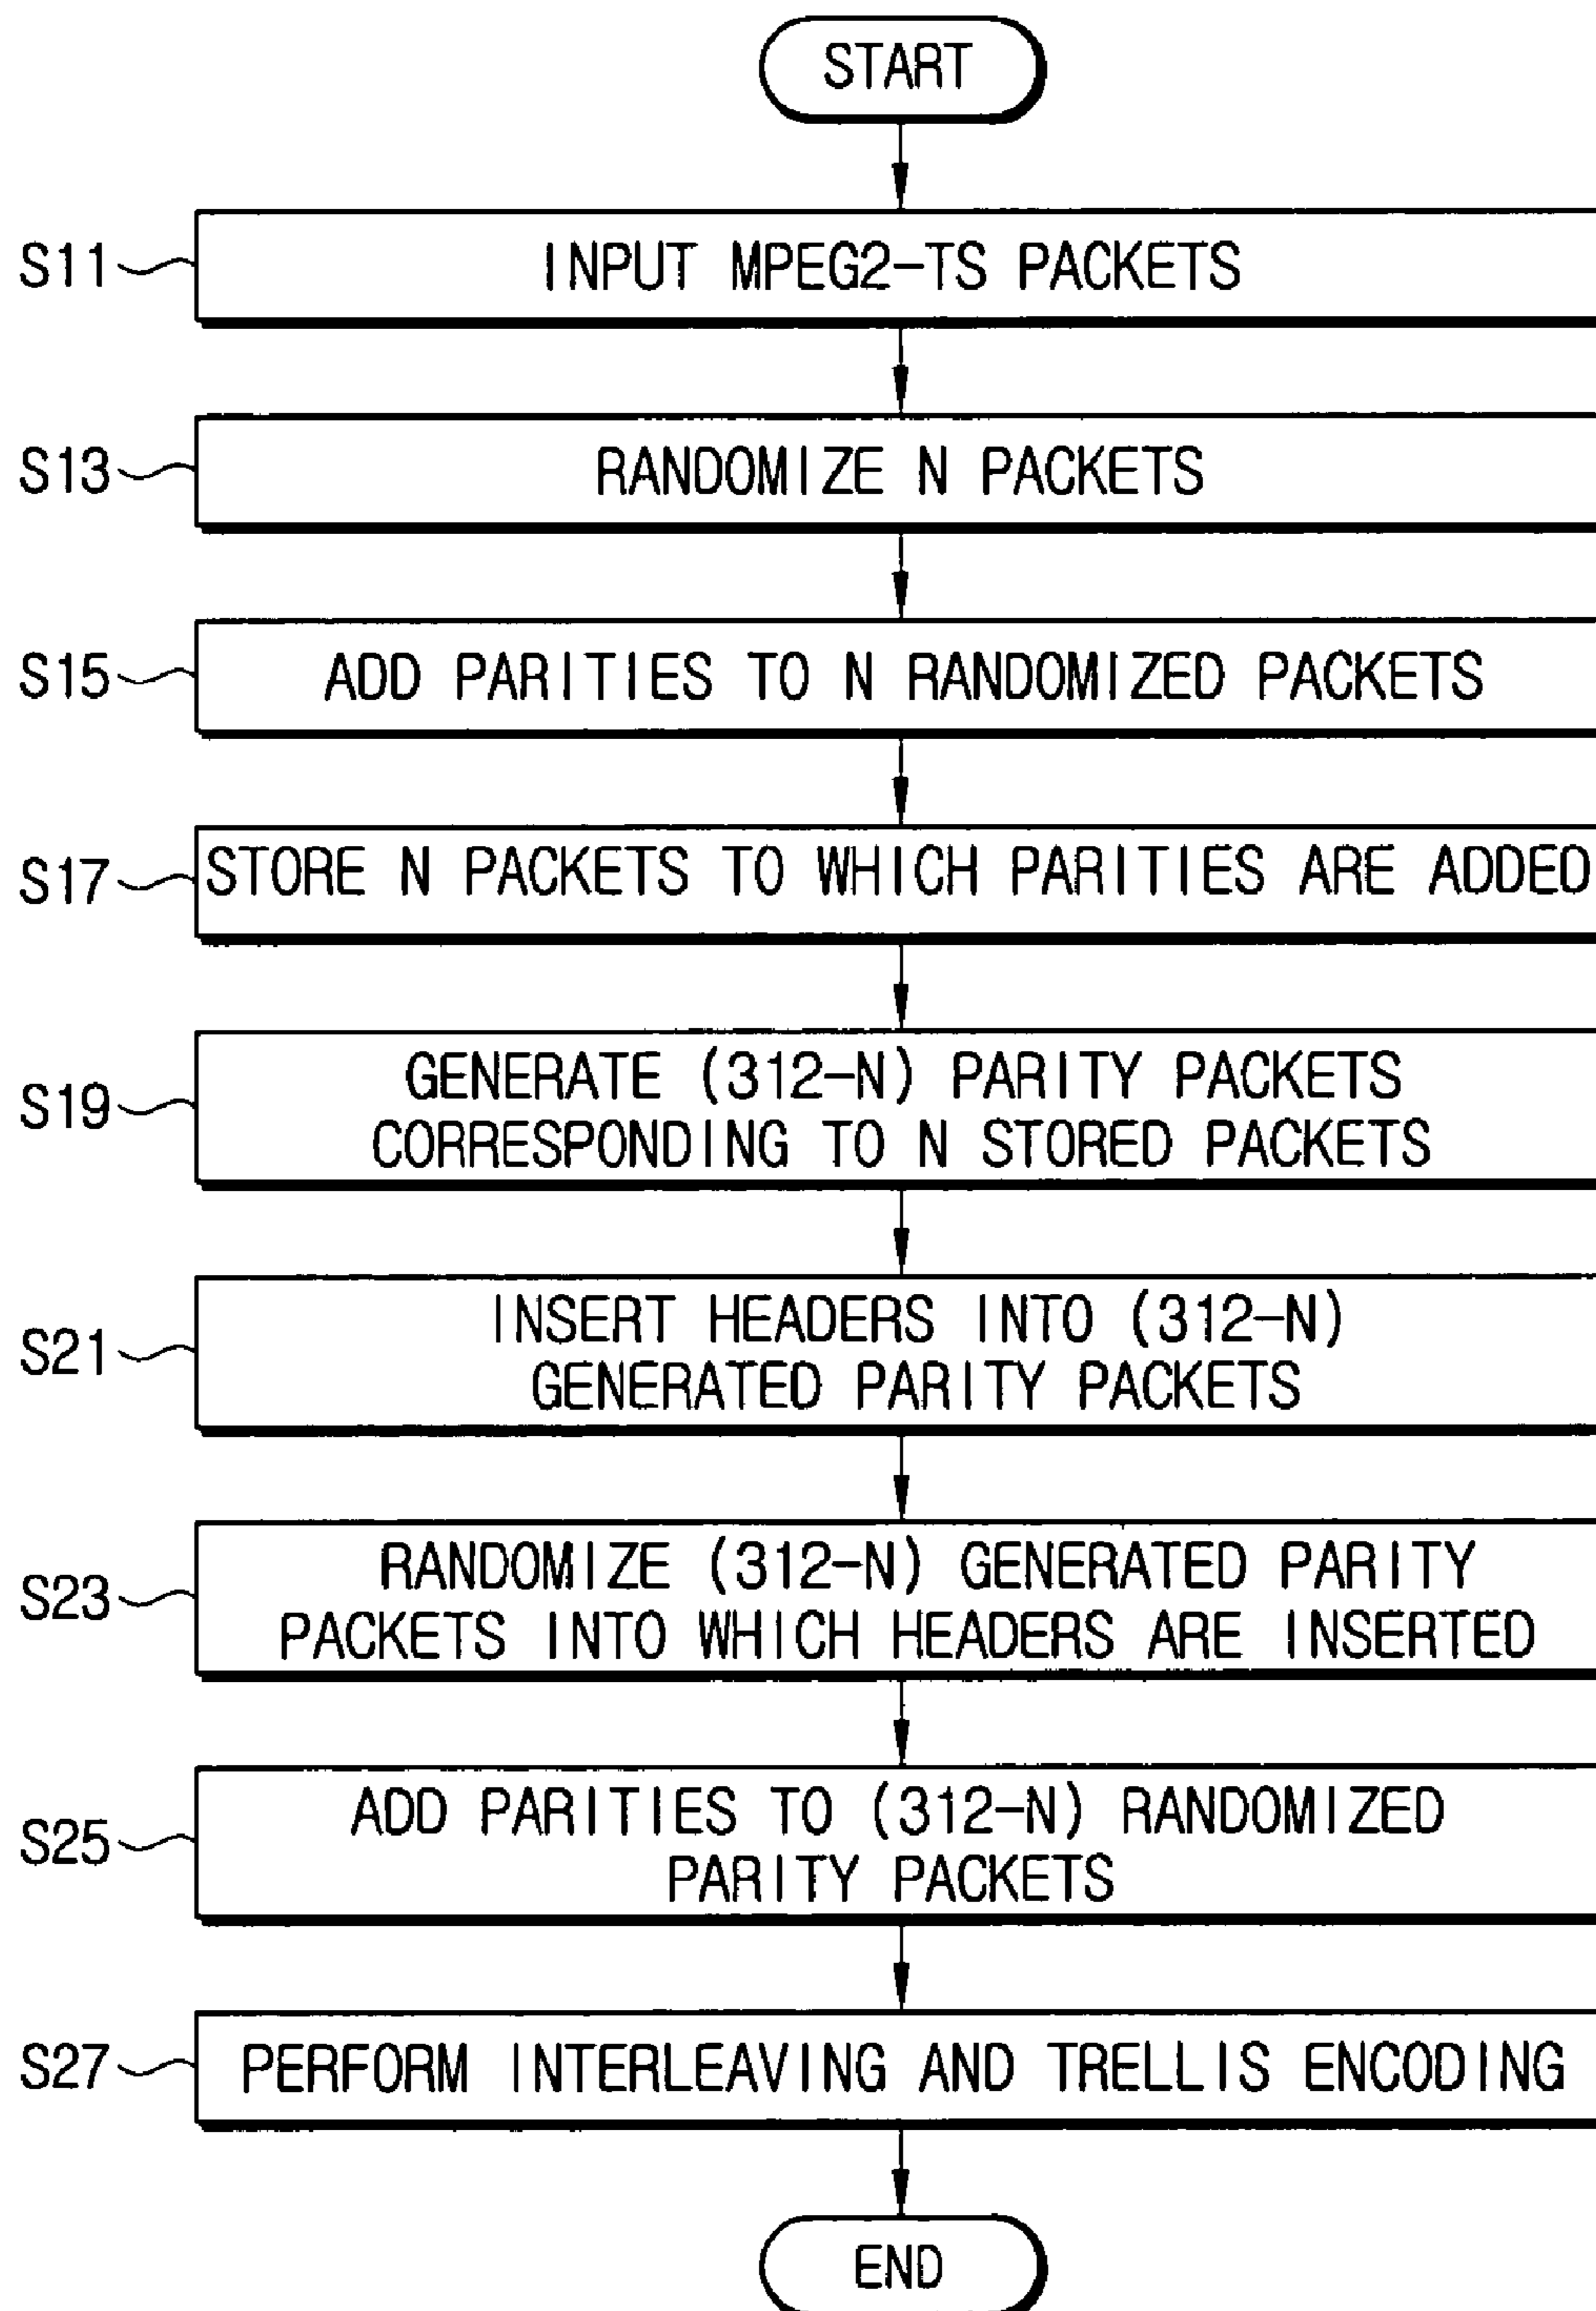 START
S11
INPUT MPEG2-TS PACKETS
S13
RANDOMIZE N PACKETS
S15
ADD PARITIES TO N RANDOMIZED PACKETS
S17
STORE N PACKETS TO WHICH PARITIES ARE ADDED
S19
GENERATE (312-N) PARITY PACKETS
CORRESPONDING TO N STORED PACKETS
S21
INSERT HEADERS INTO (312-N)
GENERATED PARITY PACKETS
S23
RANDOMIZE (312-N) GENERATED PARITY
PACKETS INTO WHICH HEADERS ARE INSERTED
S25
ADD PARITIES TO (312-N) RANDOMIZED
PARITY PACKETS
S27
PERFORM INTERLEAVING AND TRELLIS ENCODING
END